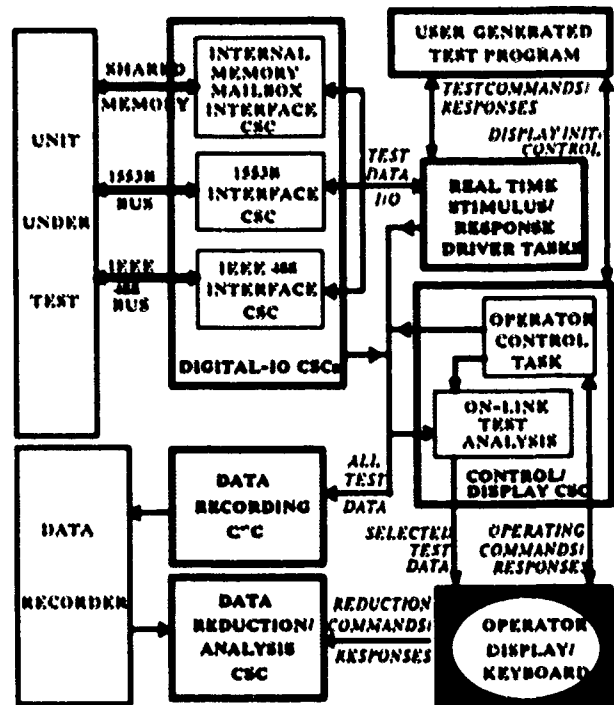 USER GENERATED
TEST PROGRAM
SHARED
MEMORY
INTERNAL
MEMORY
MAILBOX
INTERFACE
CSC
TEST COMMANDS/
RESPONSES
DISPLAY INIT/
CONTROL
UNIT
UNDER
TEST
1553B
BUS
1553B
INTERFACE
CSC
TEST
DATA
I/O
REAL TIME
STIMULUS/
RESPONSE
DRIVER TASKS
IEEE
488
BUS
IEEE 488
INTERFACE
CSC
DIGITAL-IO CSCs
OPERATOR
CONTROL
TASK
ON-LINE
TEST
ANALYSIS
CONTROL/
DISPLAY CSC
DATA
RECORDER
DATA
RECORDING
ALL
TEST
DATA
SELECTED
TEST
DATA
OPERATING
COMMANDS/
RESPONSES
DATA
REDUCTION/
ANALYSIS
CSC
REDUCTION
COMMANDS/
RESPONSES
OPERATOR
DISPLAY/
KEYBOARD